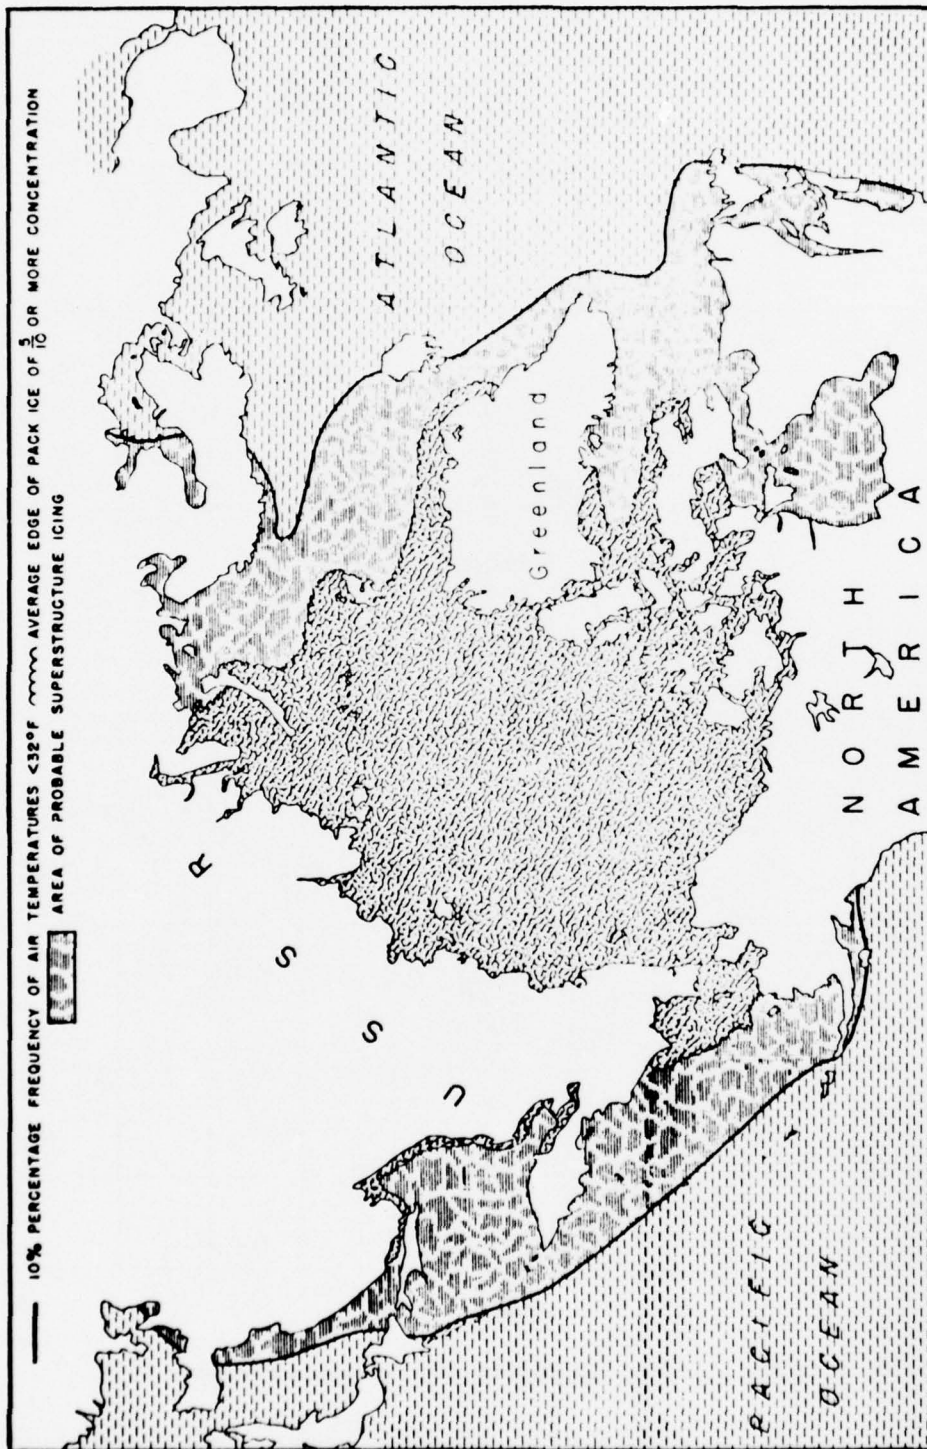 10% PERCENTAGE FREQUENCY OF AIR TEMPERATURES <32°F AVERAGE EDGE OF PACK ICE OF 5/10 OR MORE CONCENTRATION
AREA OF PROBABLE SUPERSTRUCTURE ICING
ATLANTIC
OCEAN
U S S R
Greenland
PACIFIC
OCEAN
NORTH
AMERICA